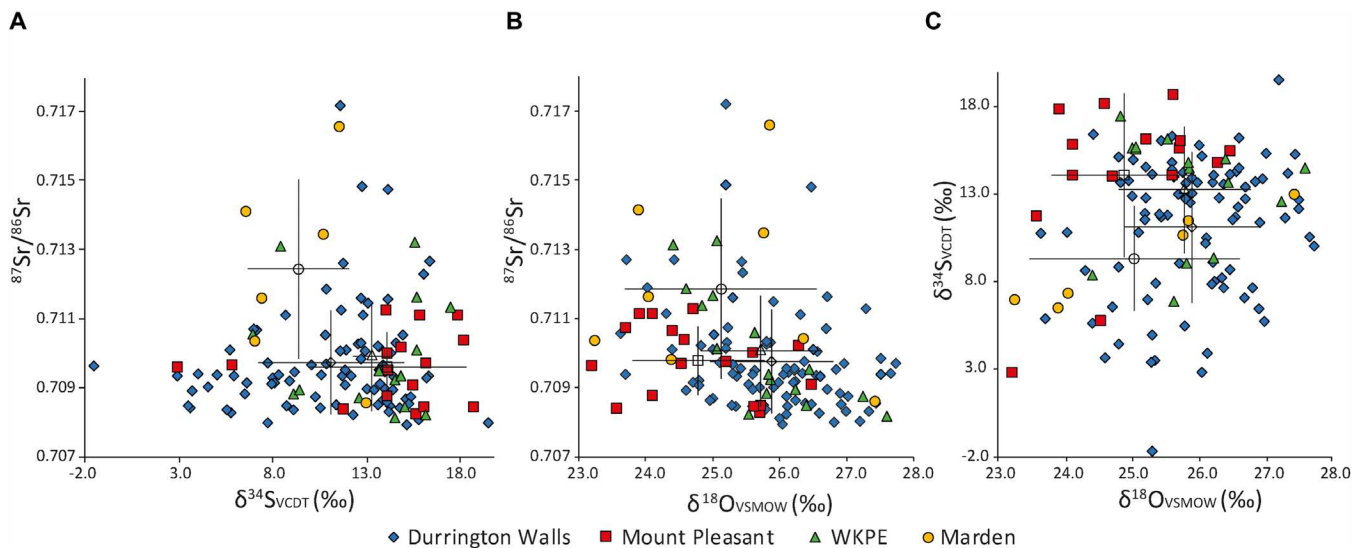 A
B
C
⁸⁷Sr/⁸⁶Sr
0.717
0.715
0.713
0.711
0.709
0.707
-2.0 3.0 8.0 13.0 18.0
δ³⁴SVCDT (‰)
⁸⁷Sr/⁸⁶Sr
0.717
0.715
0.713
0.711
0.709
0.707
23.0 24.0 25.0 26.0 27.0 28.0
δ¹⁸OVSMOW (‰)
δ³⁴SVCDT (‰)
18.0
13.0
8.0
3.0
-2.0
23.0 24.0 25.0 26.0 27.0 28.0
δ¹⁸OVSMOW (‰)
Durrington Walls Mount Pleasant WKPE Marden